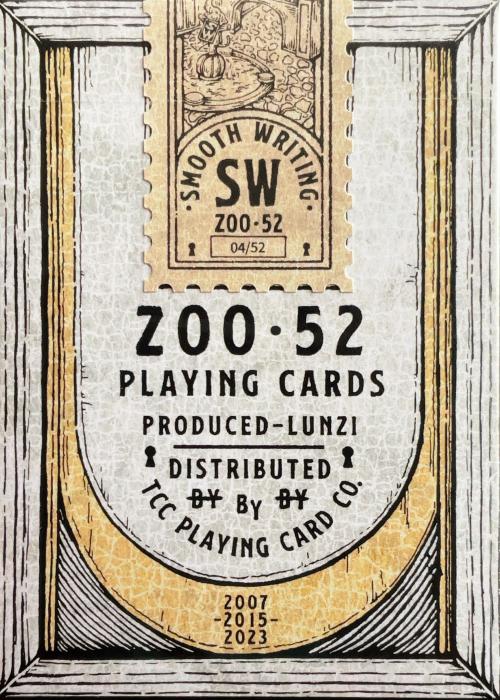 ·SMOOTH WRITING·
SW
ZOO·52
04/52
ZOO·52
PLAYING CARDS
PRODUCED-LUNZI
DISTRIBUTED
BY By BY
TCC PLAYING CARD CO.
2007
-2015-
2023